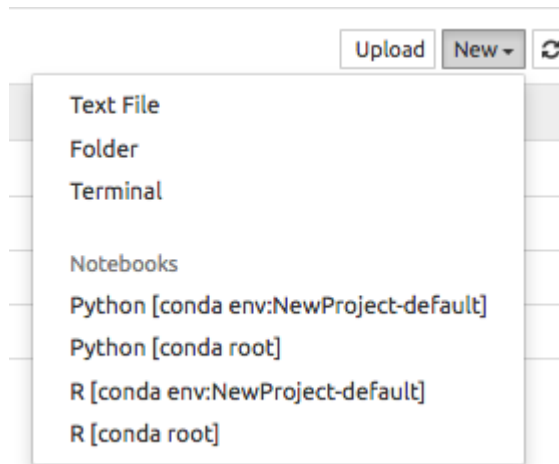 Upload New
Text File
Folder
Terminal
Notebooks
Python [conda env:NewProject-default]
Python [conda root]
R [conda env:NewProject-default]
R [conda root]